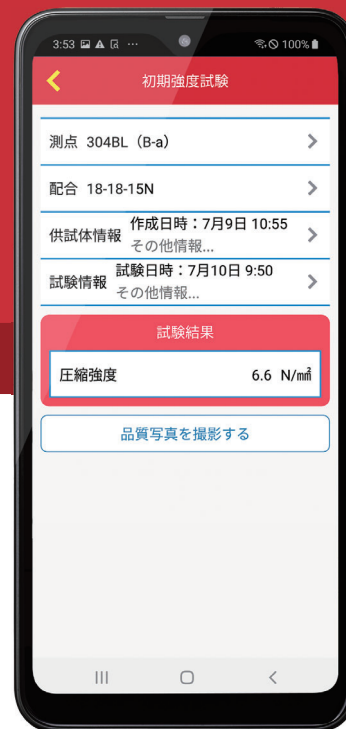 3:53 ... 100%
初期強度試験
測点 304BL（B-a）
配合 18-18-15N
供試体情報 作成日時：7月9日 10:55
その他情報...
試験情報 試験日時：7月10日 9:50
その他情報...
試験結果
圧縮強度 6.6 N/㎟
品質写真を撮影する